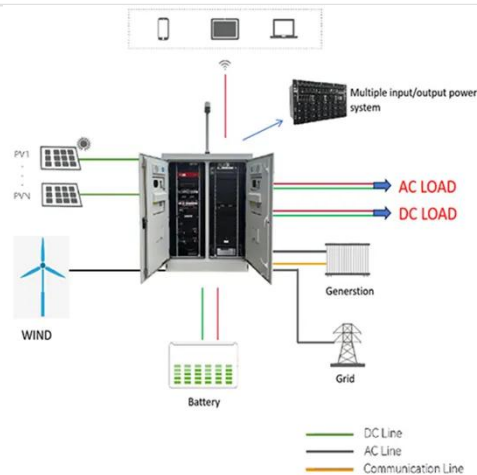 Multiple input/output power
system
PV1
PVN
AC LOAD
DC LOAD
Generstion
WIND
Grid
Battery
DC Line
AC Line
Communication Line